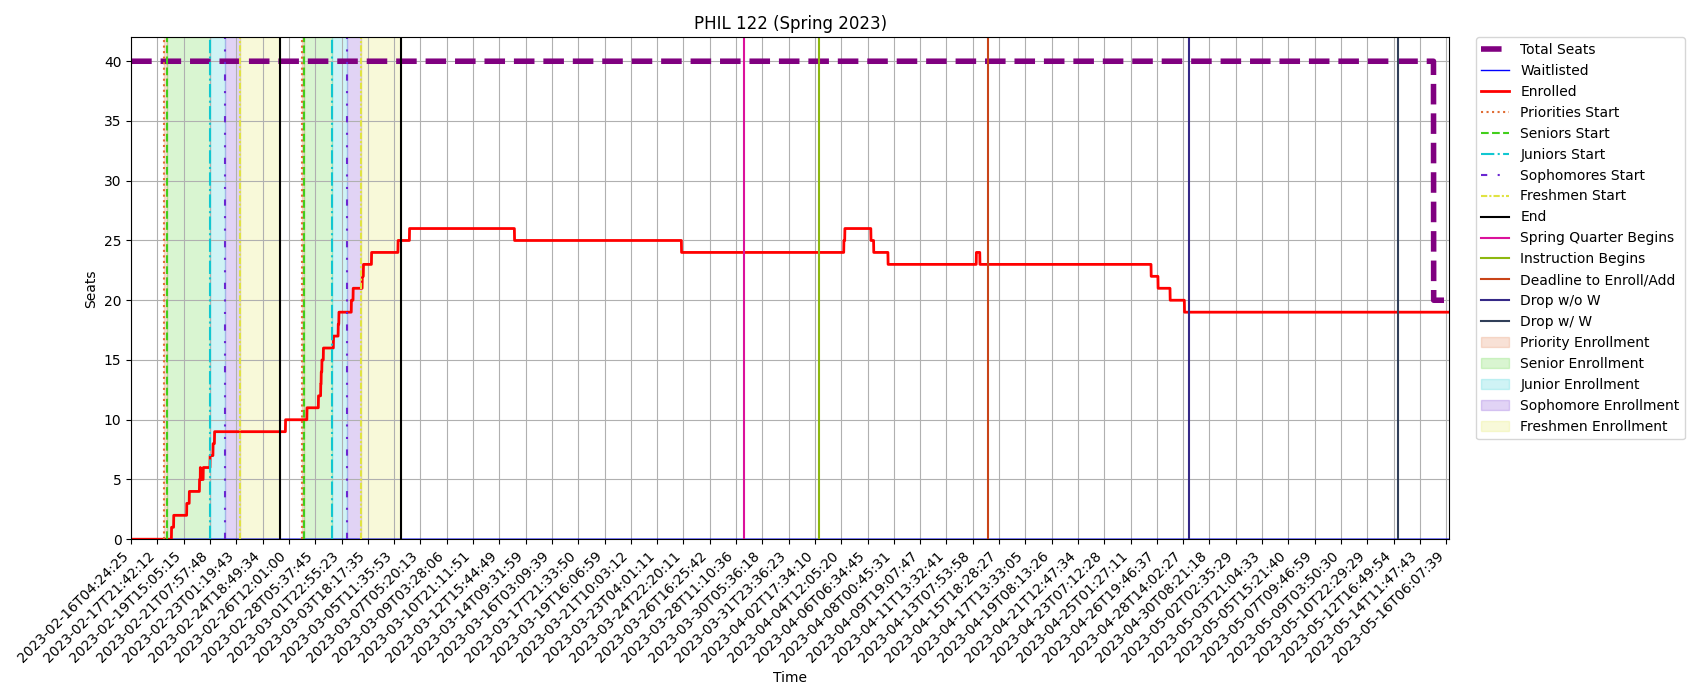 PHIL 122 (Spring 2023)
Seats
40
35
30
25
20
15
10
5
0
2023-02-16T04:24:25
2023-02-17T21:42:12
2023-02-19T15:05:15
2023-02-21T07:57:48
2023-02-23T01:19:43
2023-02-24T18:49:34
2023-02-26T12:01:00
2023-02-28T05:37:45
2023-03-01T22:55:23
2023-03-03T18:17:35
2023-03-05T11:35:53
2023-03-07T05:20:13
2023-03-09T03:28:06
2023-03-10T21:11:51
2023-03-12T15:44:49
2023-03-14T09:31:59
2023-03-16T03:09:39
2023-03-17T21:33:50
2023-03-19T16:06:59
2023-03-21T10:03:12
2023-03-23T04:01:11
2023-03-24T22:20:11
2023-03-26T16:25:42
2023-03-28T11:10:36
2023-03-30T05:36:18
2023-03-31T23:36:23
2023-04-02T17:34:10
2023-04-04T12:05:20
2023-04-06T06:34:45
2023-04-08T00:45:31
2023-04-09T19:07:47
2023-04-11T13:32:41
2023-04-13T07:53:58
2023-04-15T18:28:27
2023-04-17T13:33:05
2023-04-19T08:13:26
2023-04-21T12:47:34
2023-04-23T07:12:28
2023-04-25T01:27:11
2023-04-26T19:46:37
2023-04-28T14:02:27
2023-04-30T08:21:18
2023-05-02T02:35:29
2023-05-03T21:04:33
2023-05-05T15:21:40
2023-05-07T09:46:59
2023-05-09T03:50:30
2023-05-10T22:29:29
2023-05-12T16:49:54
2023-05-14T11:47:43
2023-05-16T06:07:39
Time
Total Seats
Waitlisted
Enrolled
Priorities Start
Seniors Start
Juniors Start
Sophomores Start
Freshmen Start
End
Spring Quarter Begins
Instruction Begins
Deadline to Enroll/Add
Drop w/o W
Drop w/ W
Priority Enrollment
Senior Enrollment
Junior Enrollment
Sophomore Enrollment
Freshmen Enrollment